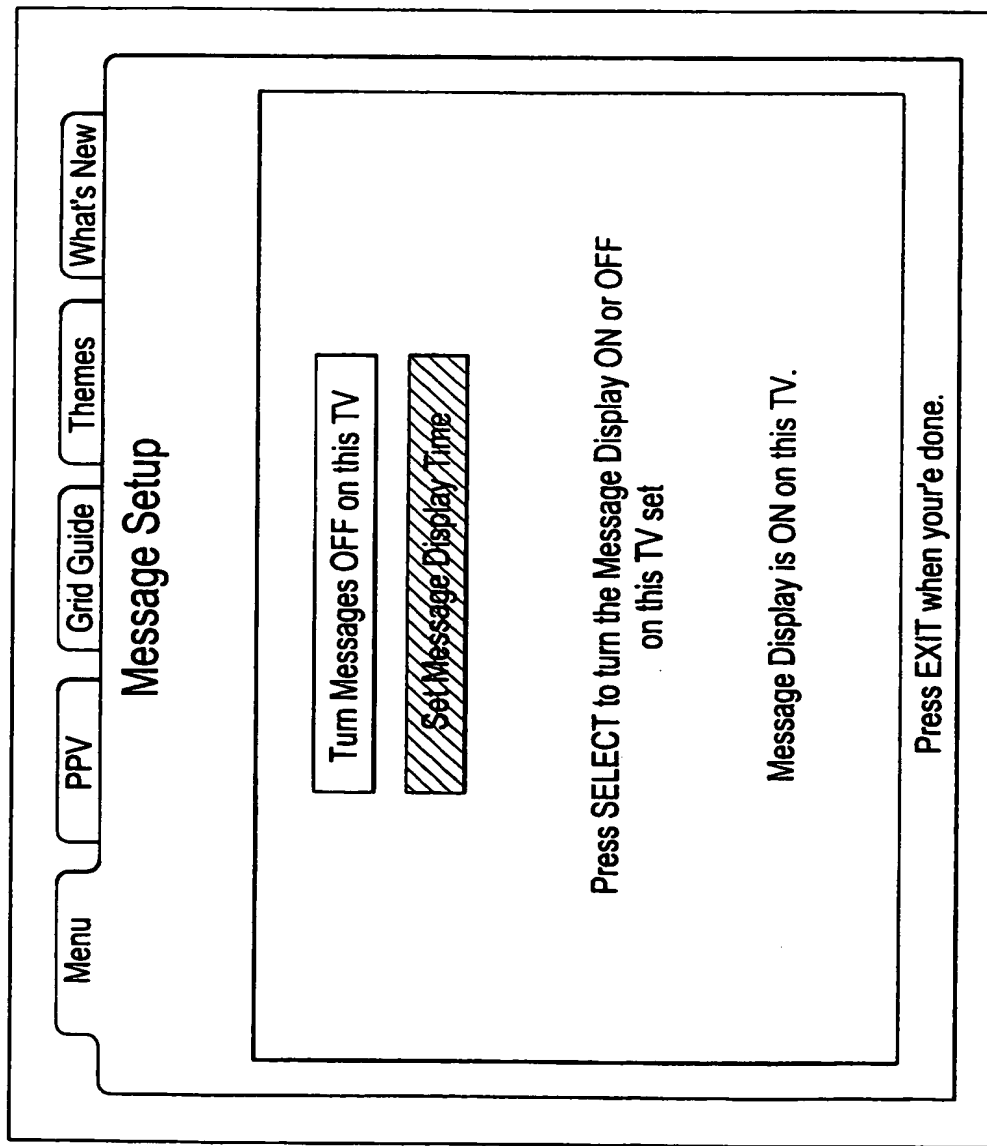 Menu
PPV
Grid Guide
Themes
What's New
Message Setup
Turn Messages OFF on this TV
Set Message Display Time
Press SELECT to turn the Message Display ON or OFF
on this TV set
Message Display is ON on this TV.
Press EXIT when your'e done.